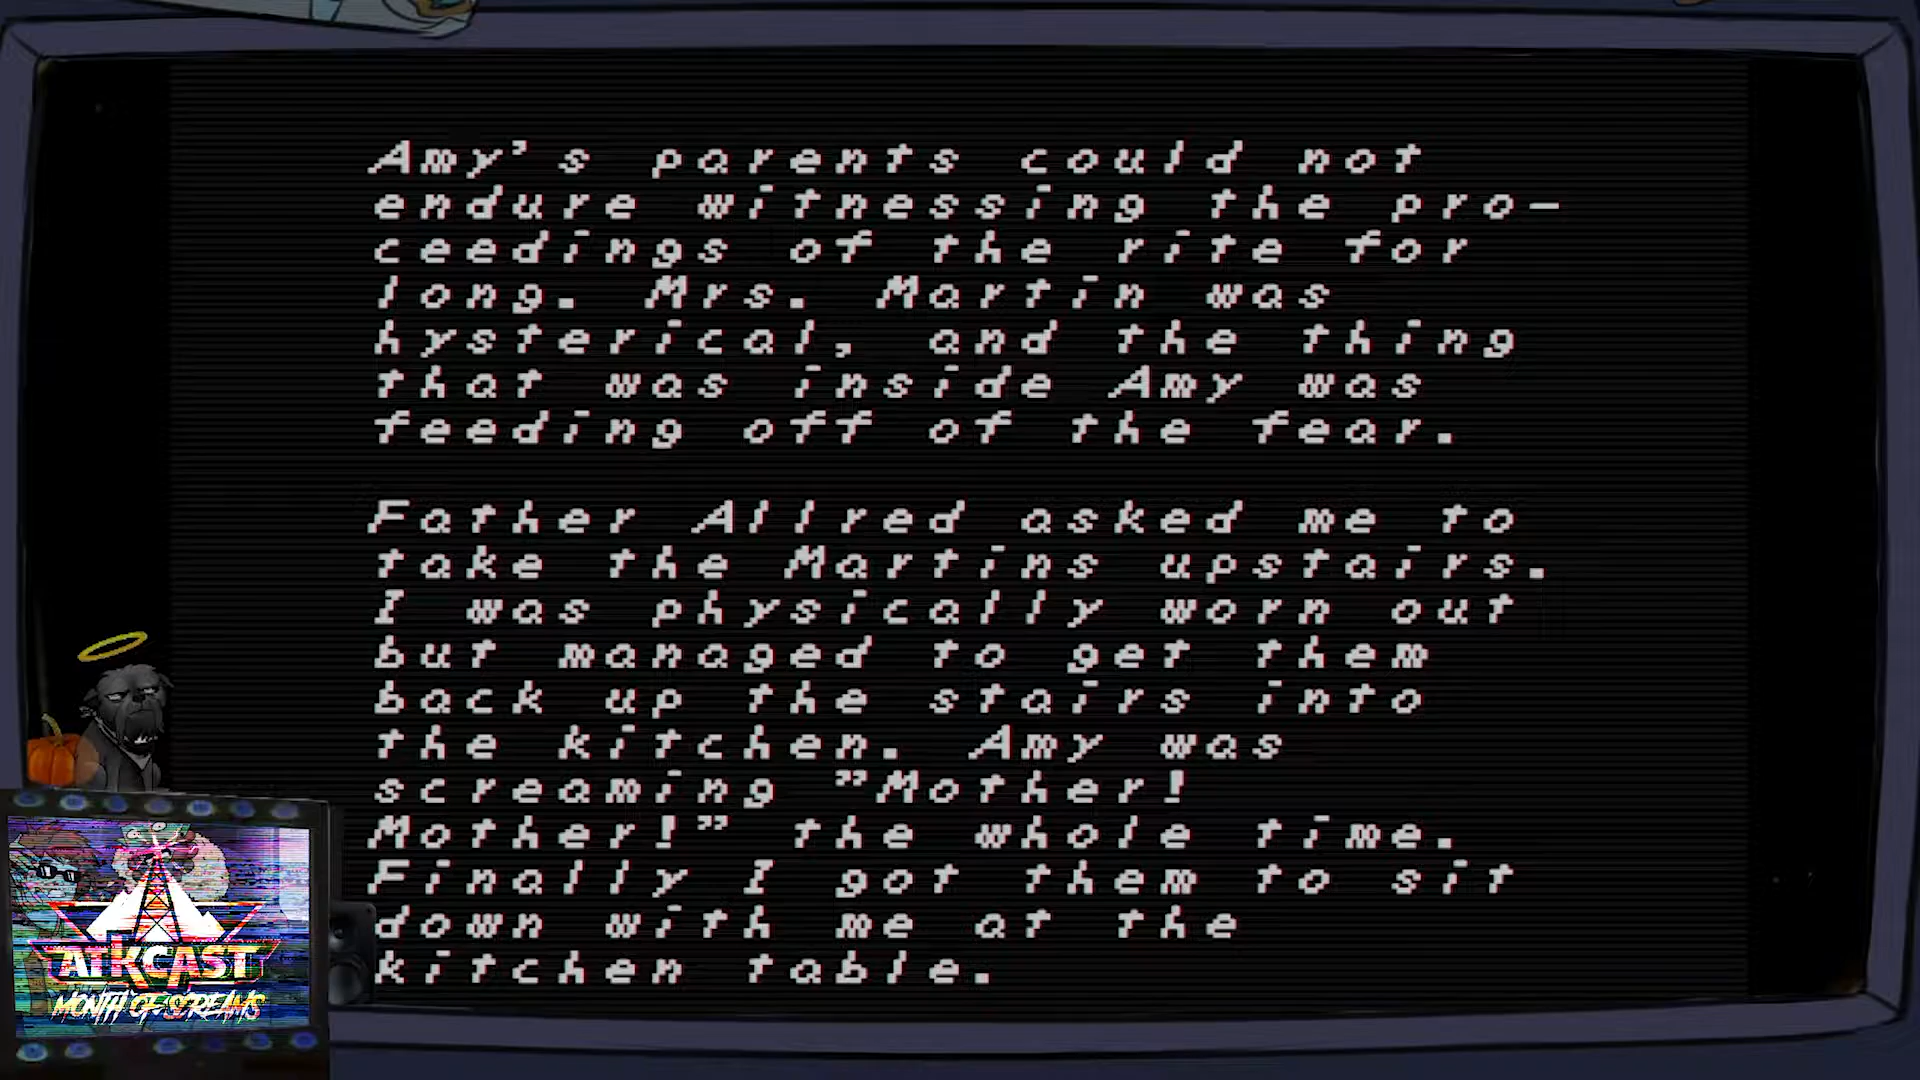 Amy's parents could not
endure witnessing the pro-
ceedings of the rite for
long. Mrs. Martin was
hysterical, and the thing
that was inside Amy was
feeding off of the fear.
Father Allred asked me to
take the Martins upstairs.
I was physically worn out
but managed to get them
back up the stairs into
the kitchen. Amy was
screaming "Mother!
Mother!" the whole time.
Finally I got them to sit
down with me at the
kitchen table.
ATKCAST
MONTH OF SCREAMS